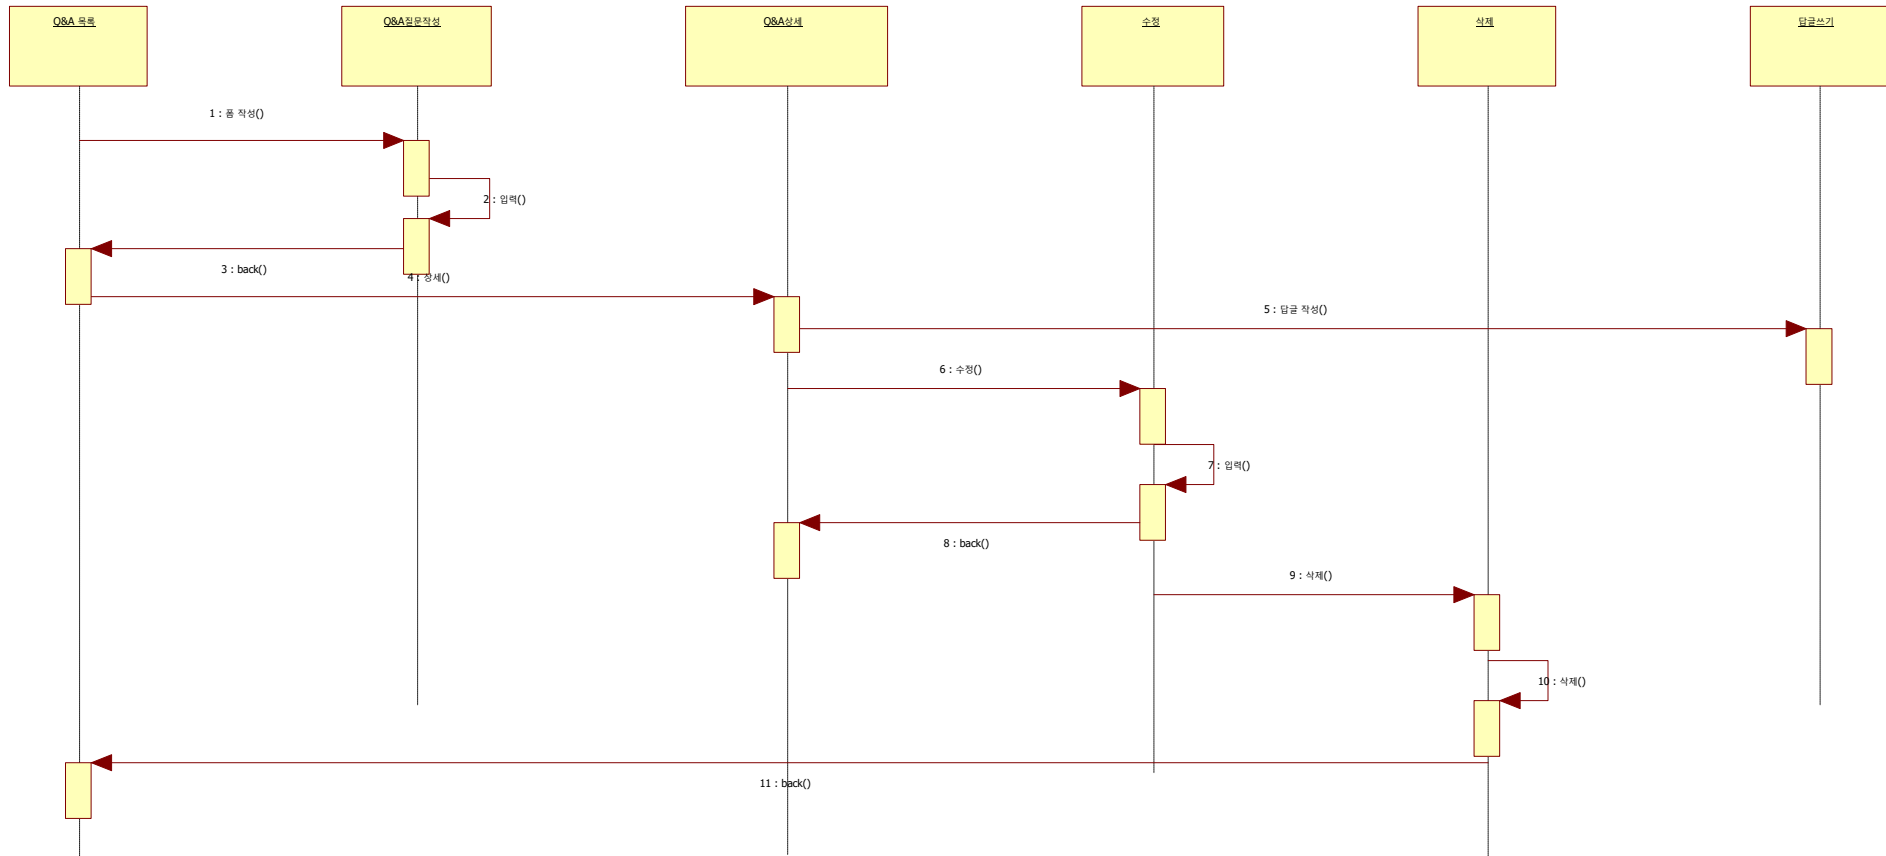 Q&A 목록
Q&A질문작성
Q&A상세
수정
삭제
답글쓰기
1 : 폼 작성()
2 : 입력()
3 : back()
4 : 상세()
5 : 답글 작성()
6 : 수정()
7 : 입력()
8 : back()
9 : 삭제()
10 : 삭제()
11 : back()